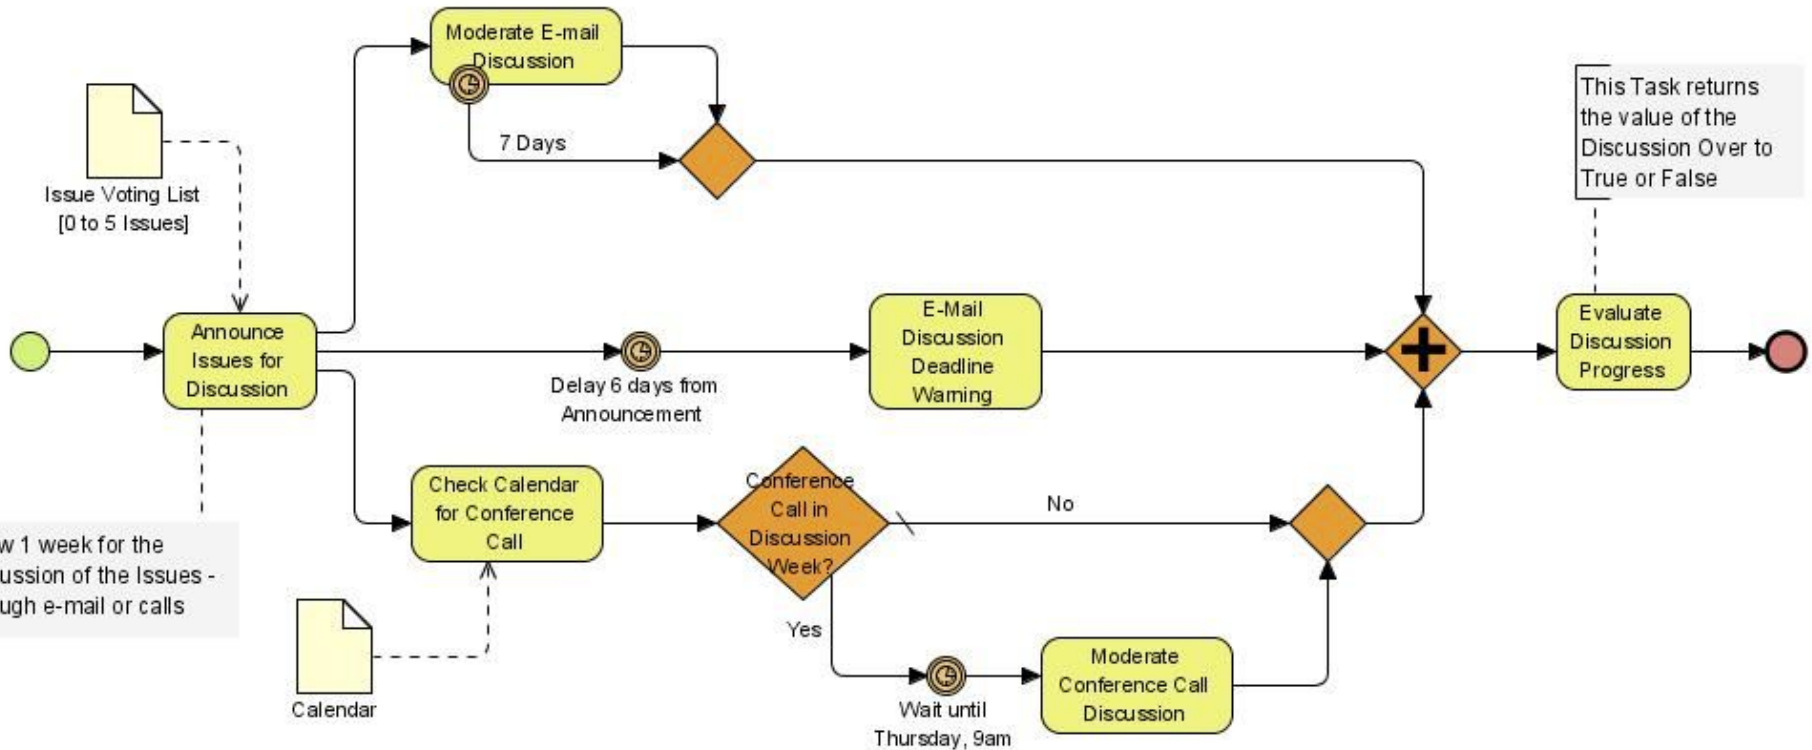 Moderate E-mail
Discussion
7 Days
This Task returns
the value of the
Discussion Over to
True or False
Issue Voting List
[0 to 5 Issues]
Announce
Issues for
Discussion
Delay 6 days from
Announcement
E-Mail
Discussion
Deadline
Warning
Evaluate
Discussion
Progress
Check Calendar
for Conference
Call
Conference
Call in
Discussion
Week?
No
Yes
w 1 week for the
ussion of the Issues -
ugh e-mail or calls
Calendar
Wait until
Thursday, 9am
Moderate
Conference Call
Discussion